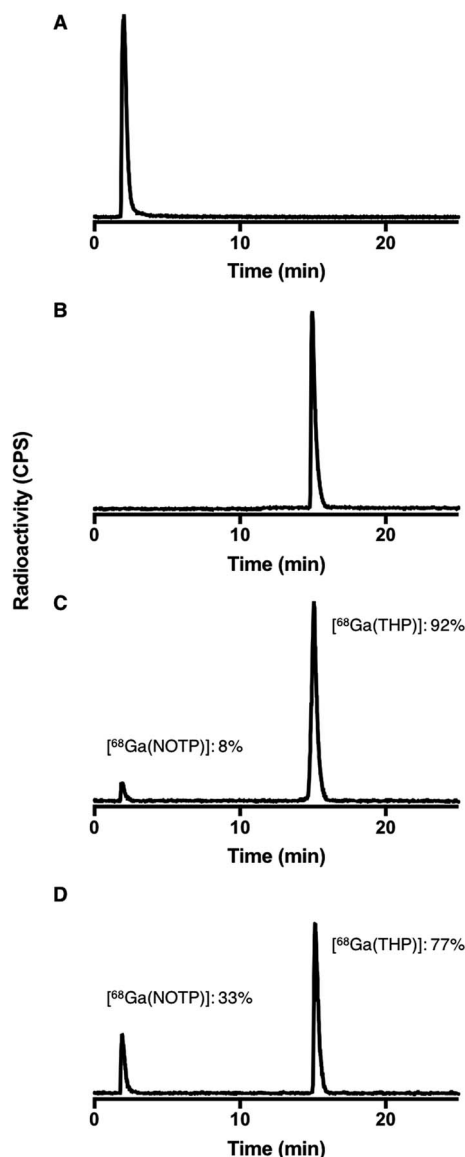 A
0 10 20
Time (min)
B
0 10 20
Time (min)
Radioactivity (CPS)
C
[⁶⁸Ga(THP)]: 92%
[⁶⁸Ga(NOTP)]: 8%
0 10 20
Time (min)
D
[⁶⁸Ga(THP)]: 77%
[⁶⁸Ga(NOTP)]: 33%
0 10 20
Time (min)